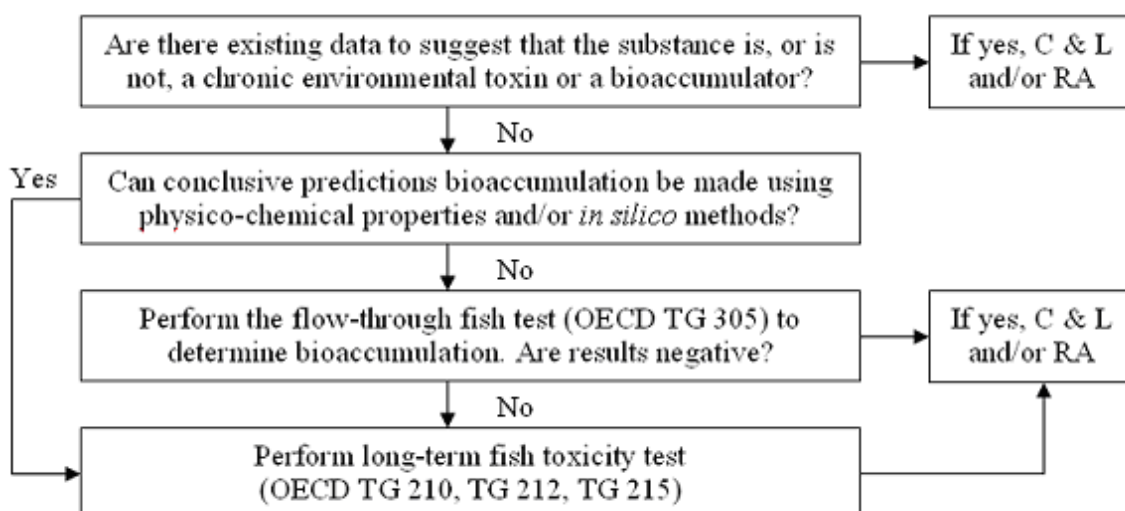 Are there existing data to suggest that the substance is, or is
not, a chronic environmental toxin or a bioaccumulator?
If yes, C & L
and/or RA
No
Yes
Can conclusive predictions bioaccumulation be made using
physico-chemical properties and/or in silico methods?
No
Perform the flow-through fish test (OECD TG 305) to
determine bioaccumulation. Are results negative?
If yes, C & L
and/or RA
No
Perform long-term fish toxicity test
(OECD TG 210, TG 212, TG 215)